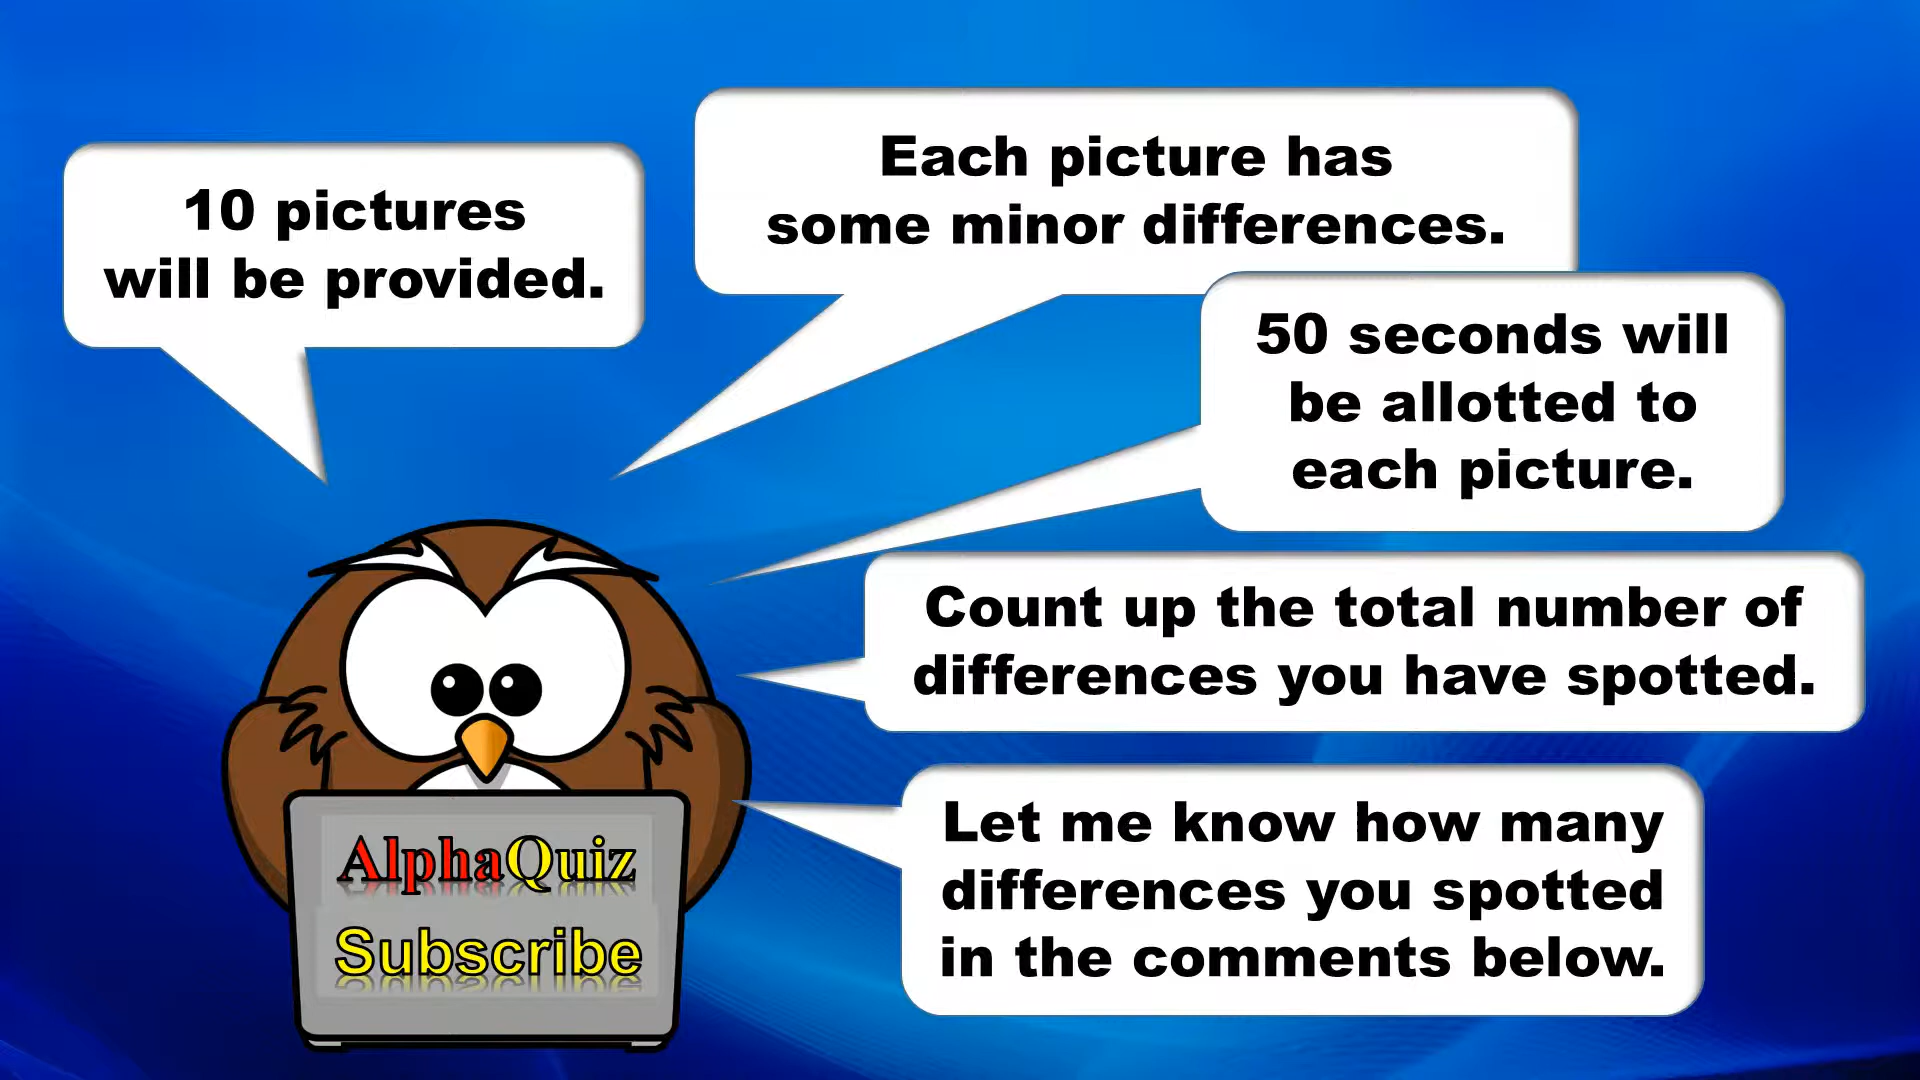 10 pictures
will be provided.
Each picture has
some minor differences.
50 seconds will
be allotted to
each picture.
Count up the total number of
differences you have spotted.
Let me know how many
differences you spotted
in the comments below.
AlphaQuiz
Subscribe